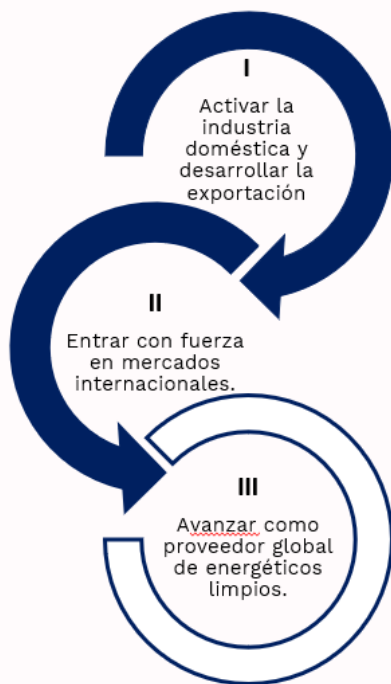 I
Activar la
industria
doméstica y
desarrollar la
exportación
II
Entrar con fuerza
en mercados
internacionales.
III
Avanzar como
proveedor global
de energéticos
limpios.